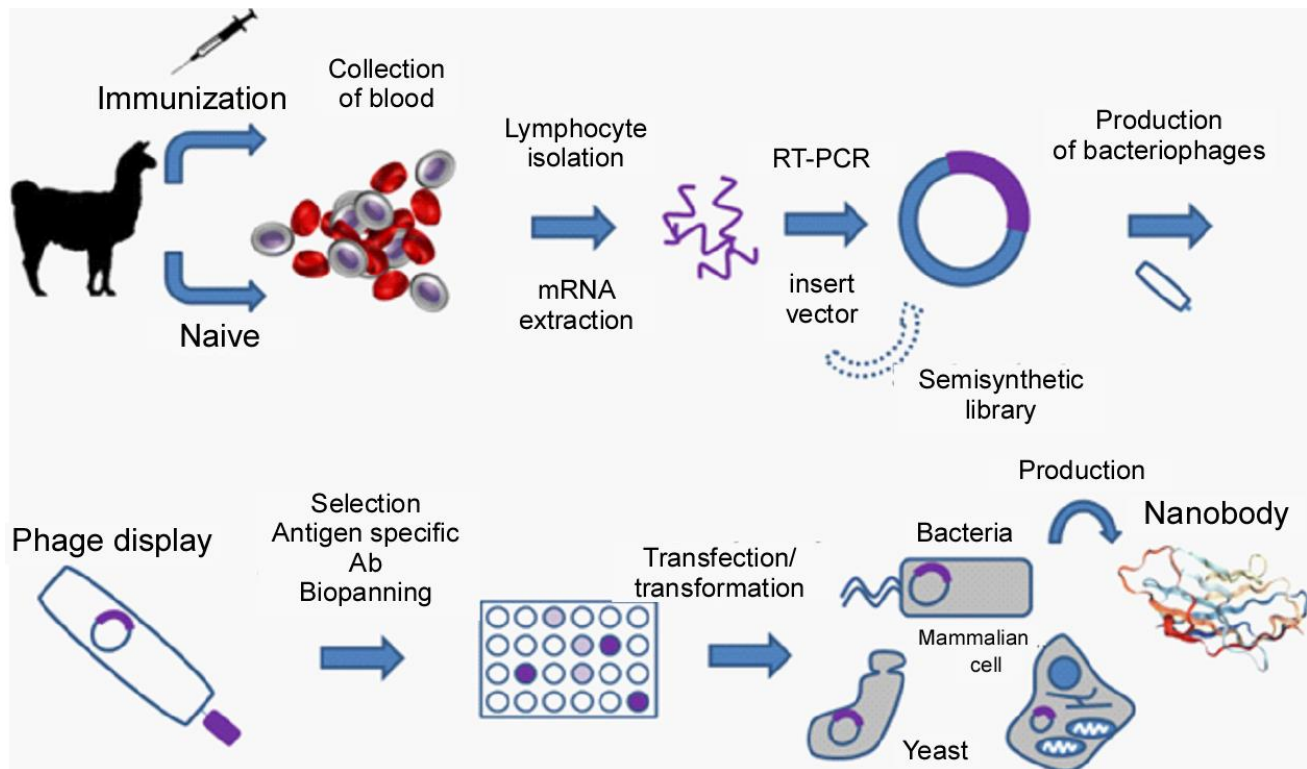 Immunization
Collection
of blood
Naive
Lymphocyte
isolation
mRNA
extraction
RT-PCR
insert
vector
Semisynthetic
library
Production
of bacteriophages
Phage display
Selection
Antigen specific
Ab
Biopanning
Transfection/
transformation
Bacteria
Mammalian
cell
Yeast
Production
Nanobody